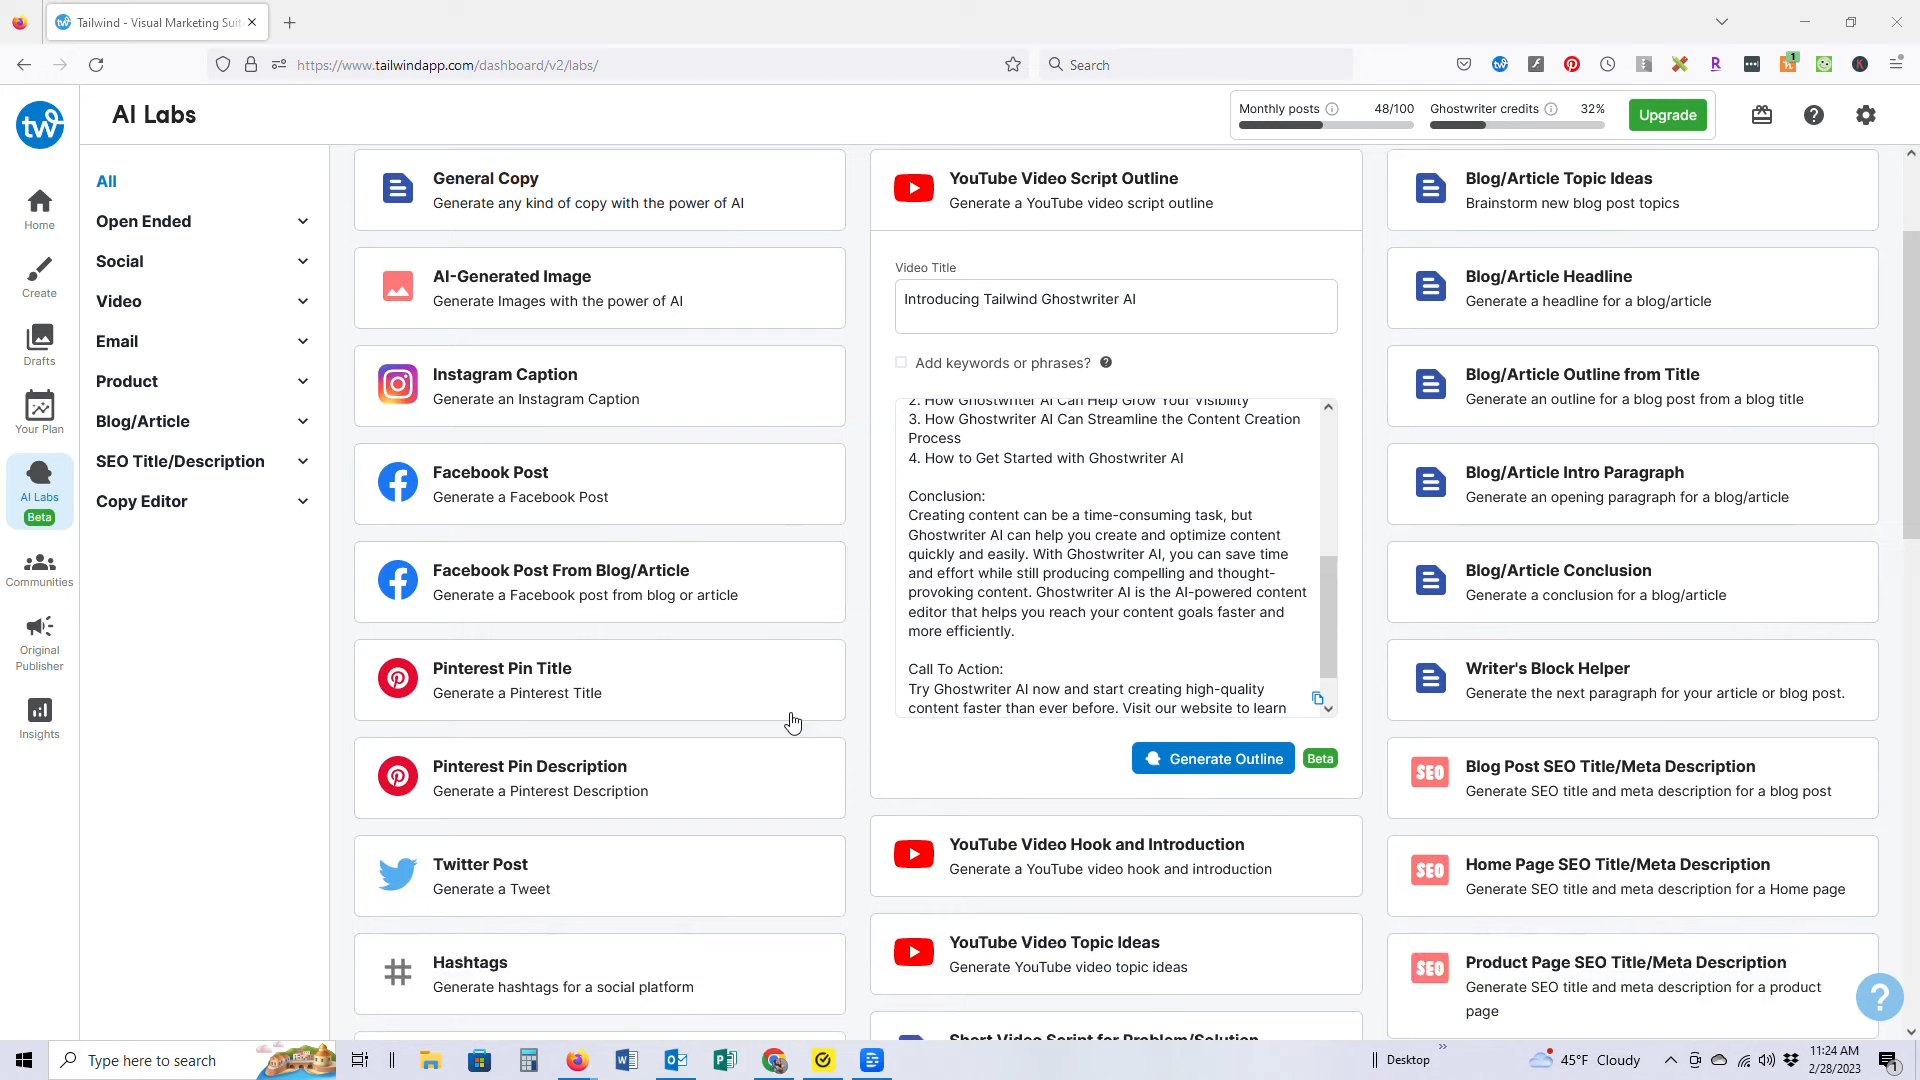 Tailwind - Visual Marketing Suit
https://www.tailwindapp.com/dashboard/v2/labs/
Search
1
tw
AI Labs
Monthly posts
48/100
Ghostwriter credits
32%
Upgrade
Home
Create
Drafts
Your Plan
AI Labs
Beta
Communities
Original
Publisher
Insights
All
Open Ended
Social
Video
Email
Product
Blog/Article
SEO Title/Description
Copy Editor
General Copy
Generate any kind of copy with the power of AI
AI-Generated Image
Generate Images with the power of AI
Instagram Caption
Generate an Instagram Caption
Facebook Post
Generate a Facebook Post
Facebook Post From Blog/Article
Generate a Facebook post from blog or article
Pinterest Pin Title
Generate a Pinterest Title
Pinterest Pin Description
Generate a Pinterest Description
Twitter Post
Generate a Tweet
Hashtags
Generate hashtags for a social platform
YouTube Video Script Outline
Generate a YouTube video script outline
Video Title
Introducing Tailwind Ghostwriter AI
Add keywords or phrases?
2. How Ghostwriter AI Can Help Grow Your Visibility
3. How Ghostwriter AI Can Streamline the Content Creation
Process
4. How to Get Started with Ghostwriter AI
Conclusion:
Creating content can be a time-consuming task, but
Ghostwriter AI can help you create and optimize content
quickly and easily. With Ghostwriter AI, you can save time
and effort while still producing compelling and thought-
provoking content. Ghostwriter AI is the AI-powered content
editor that helps you reach your content goals faster and
more efficiently.
Call To Action:
Try Ghostwriter AI now and start creating high-quality
content faster than ever before. Visit our website to learn
Generate Outline
Beta
YouTube Video Hook and Introduction
Generate a YouTube video hook and introduction
YouTube Video Topic Ideas
Generate YouTube video topic ideas
Short Video Script for Problem/Solution
Blog/Article Topic Ideas
Brainstorm new blog post topics
Blog/Article Headline
Generate a headline for a blog/article
Blog/Article Outline from Title
Generate an outline for a blog post from a blog title
Blog/Article Intro Paragraph
Generate an opening paragraph for a blog/article
Blog/Article Conclusion
Generate a conclusion for a blog/article
Writer's Block Helper
Generate the next paragraph for your article or blog post.
SEO
Blog Post SEO Title/Meta Description
Generate SEO title and meta description for a blog post
SEO
Home Page SEO Title/Meta Description
Generate SEO title and meta description for a Home page
SEO
Product Page SEO Title/Meta Description
Generate SEO title and meta description for a product
page
Type here to search
Desktop
45°F Cloudy
11:24 AM
2/28/2023
1